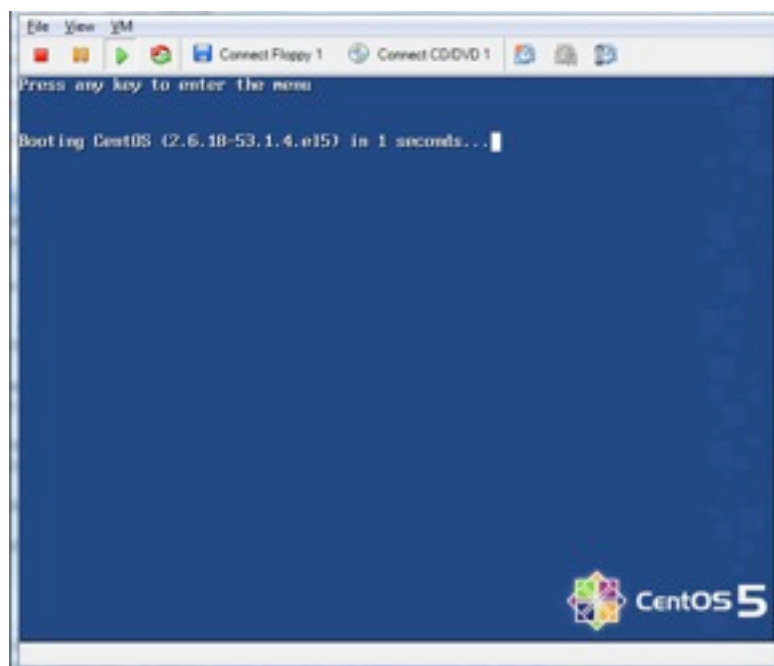 File View VM
Connect Floppy 1 Connect CD/DVD 1
Press any key to enter the menu
Booting CentOS (2.6.18-53.1.4.el5) in 1 seconds...
CentOS 5